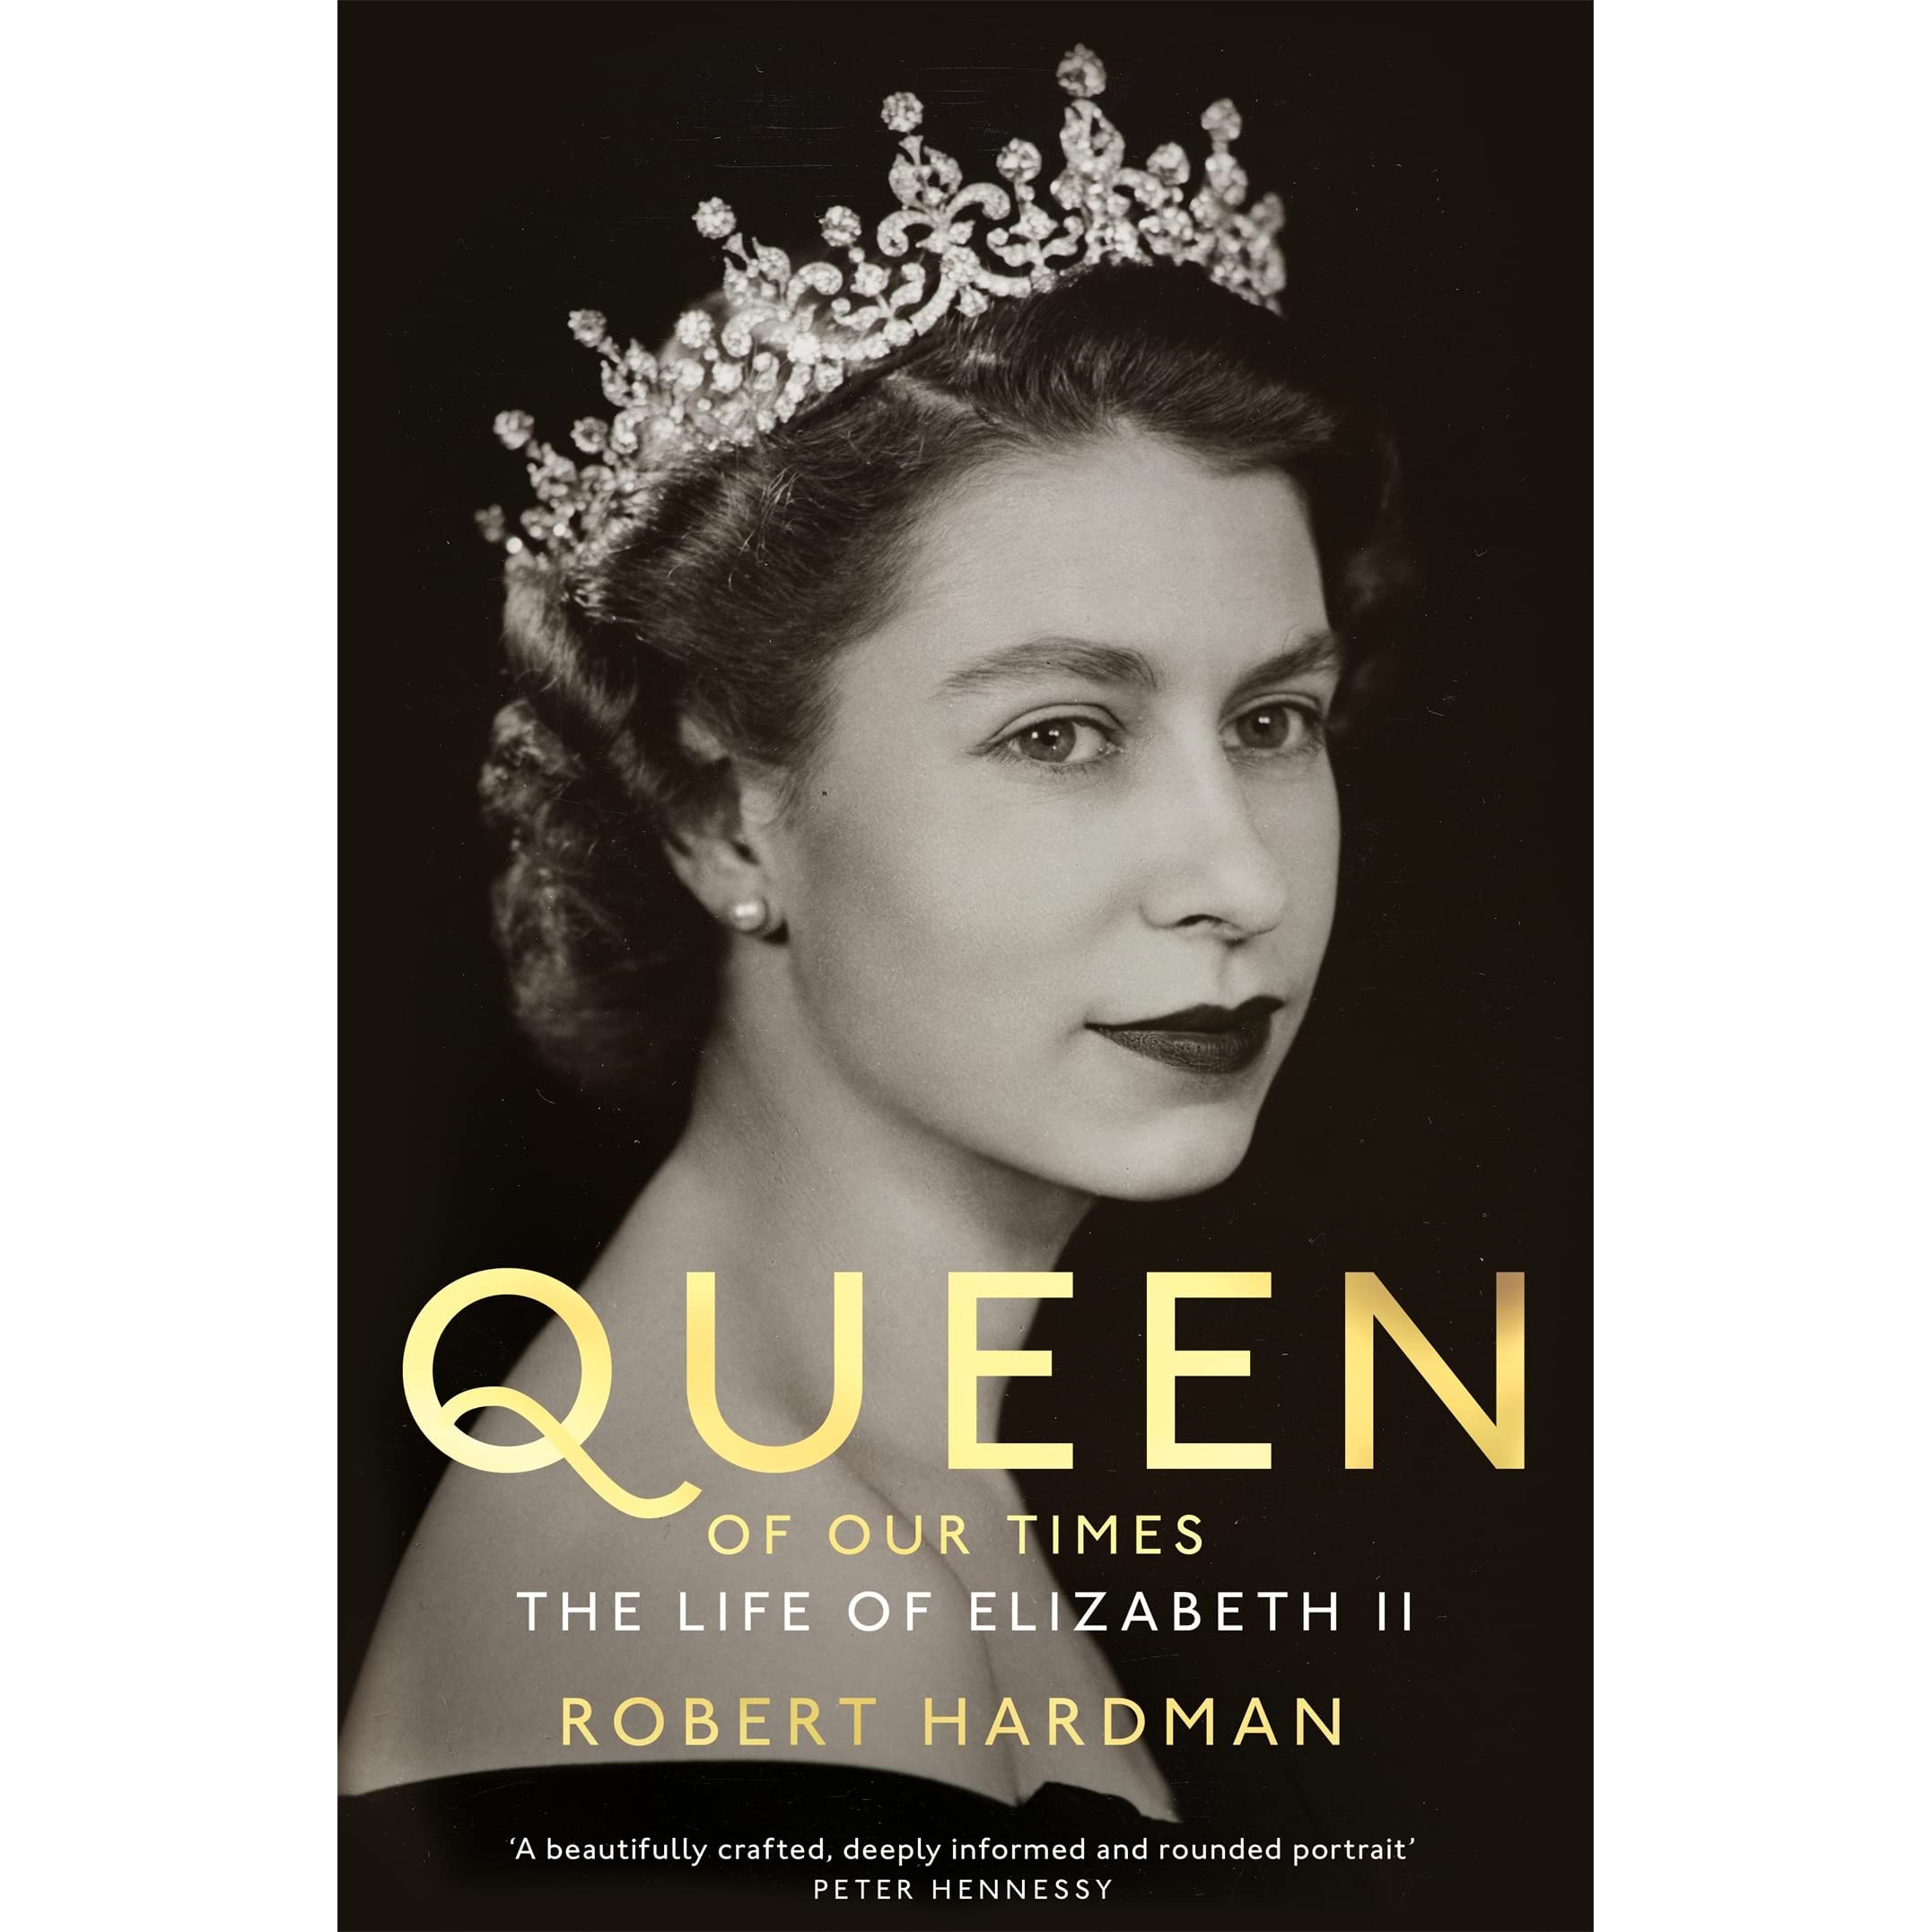 QUEEN
OF OUR TIMES
THE LIFE OF ELIZABETH II
ROBERT HARDMAN
‘A beautifully crafted, deeply informed and rounded portrait’
PETER HENNESSY